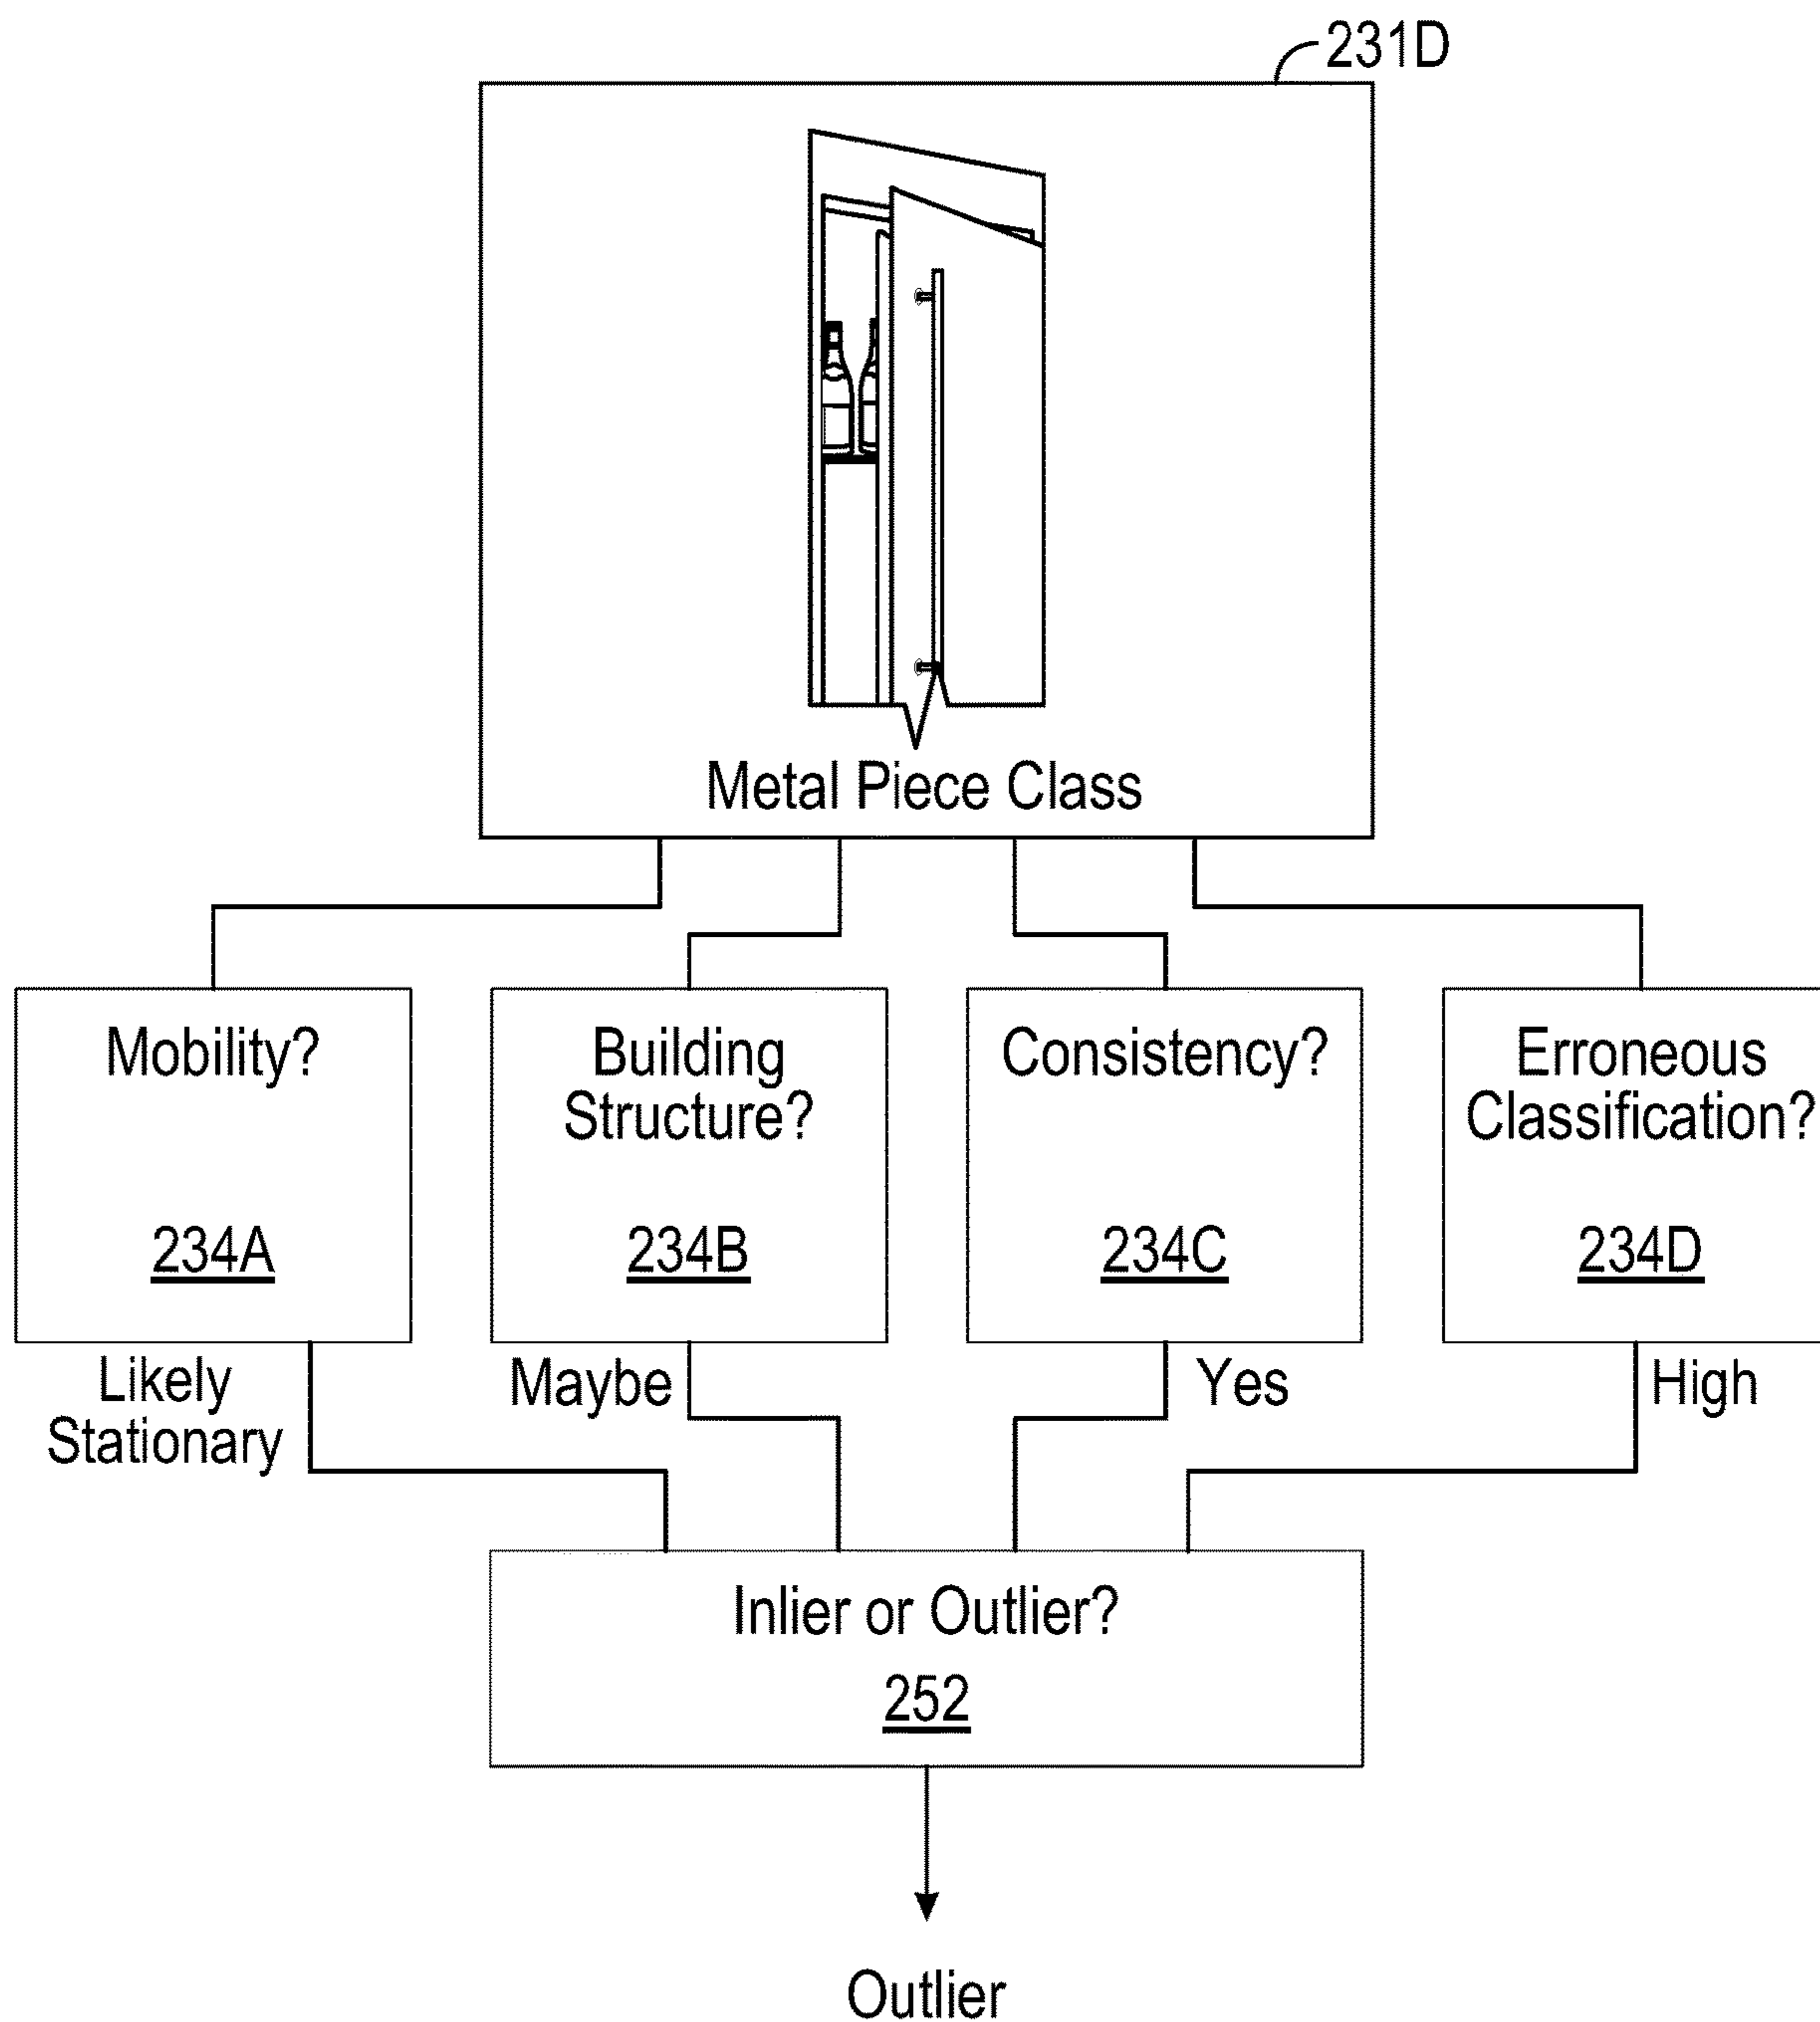 231D
Metal Piece Class
Mobility?
234A
Building
Structure?
234B
Consistency?
234C
Erroneous
Classification?
234D
Likely
Stationary
Maybe
Yes
High
Inlier or Outlier?
252
Outlier